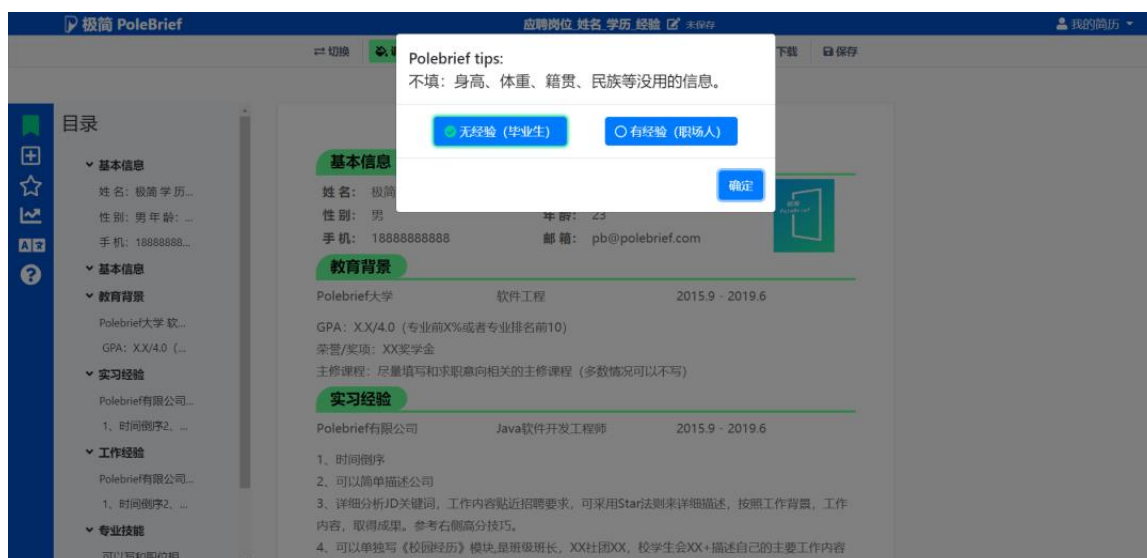 极简 PoleBrief
应聘岗位_姓名_学历_经验 未保存
我的简历
切换
下载 保存
Polebrief tips:
不填：身高、体重、籍贯、民族等没用的信息。
无经验（毕业生） 有经验（职场人）
确定
目录
基本信息
姓名：极简 学 历...
性别：男 年 龄：...
手机：18888888...
基本信息
教育背景
Polebrief大学 软...
GPA：X.X/4.0（...
实习经验
Polebrief有限公司...
1、时间倒序2、...
工作经验
Polebrief有限公司...
1、时间倒序2、...
专业技能
可以写和职位相...
基本信息
姓名： 极简
性别： 男 年龄： 23
手机： 18888888888 邮箱： pb@polebrief.com
教育背景
Polebrief大学 软件工程 2015.9 - 2019.6
GPA：X.X/4.0（专业前X%或者专业排名前10）
荣誉/奖项：XX奖学金
主修课程：尽量填写和求职意向相关的主修课程（多数情况可以不写）
实习经验
Polebrief有限公司 Java软件开发工程师 2015.9 - 2019.6
1、时间倒序
2、可以简单描述公司
3、详细分析JD关键词，工作内容贴近招聘要求，可采用Star法则来详细描述，按照工作背景，工作
内容，取得成果。参考右侧高分技巧。
4、可以单独写《校园经历》模块,是班级班长，XX社团XX，校学生会XX+描述自己的主要工作内容